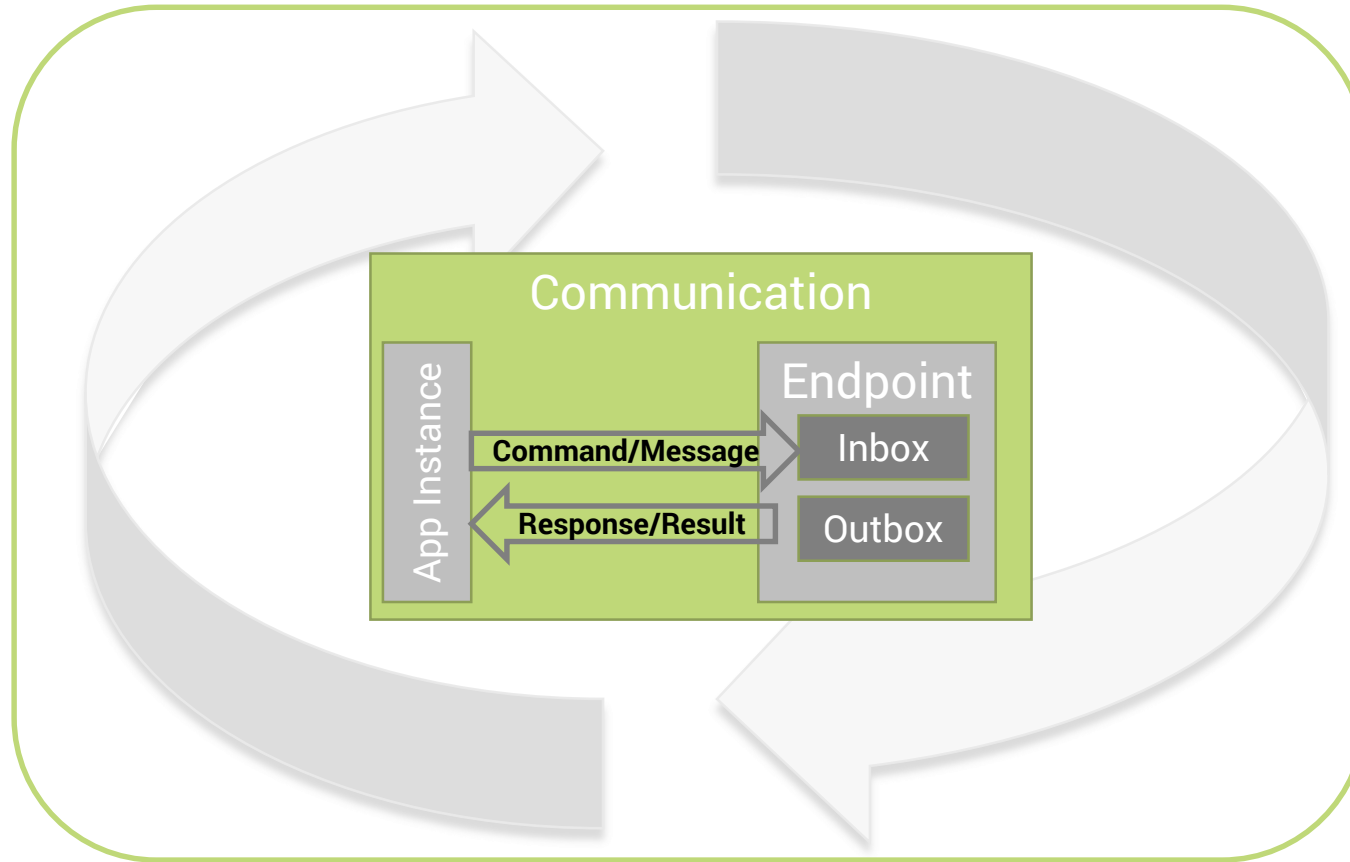 Communication
App Instance
Endpoint
Command/Message
Inbox
Response/Result
Outbox